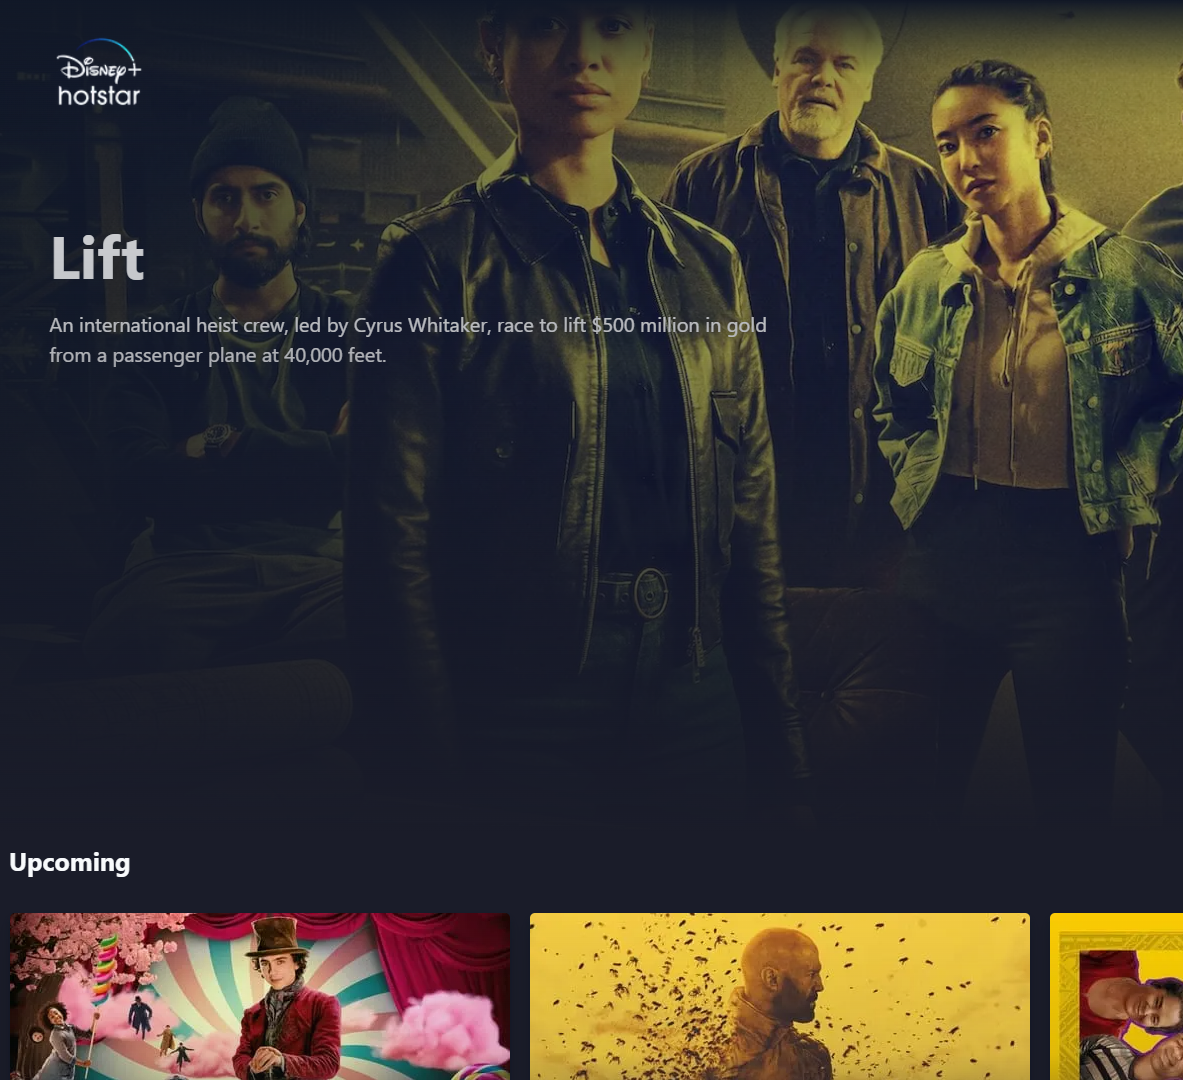 Disney+
hotstar
Lift
An international heist crew, led by Cyrus Whitaker, race to lift $500 million in gold
from a passenger plane at 40,000 feet.
Upcoming